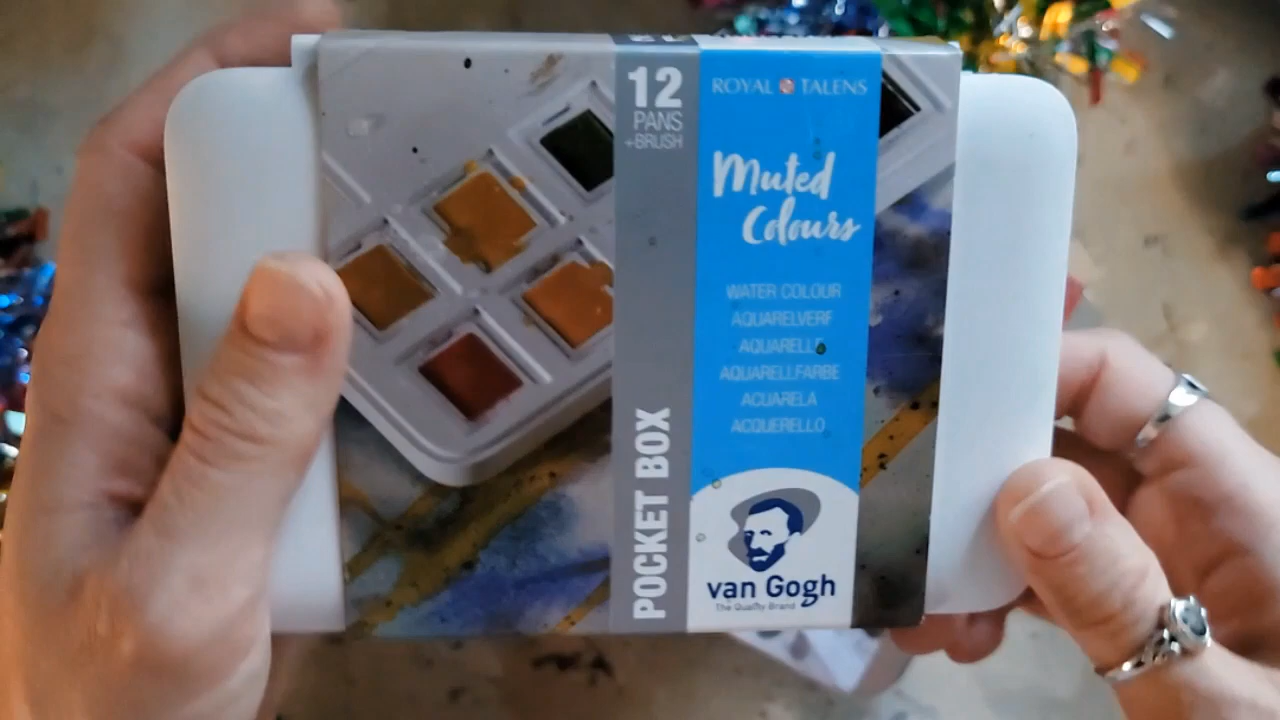 12
PANS
+BRUSH
POCKET BOX
ROYAL TALENS
Muted
Colours
WATER COLOUR
AQUARELVERF
AQUARELLE
AQUARELLFARBE
ACUARELA
ACQUERELLO
van Gogh
The Quality Brand